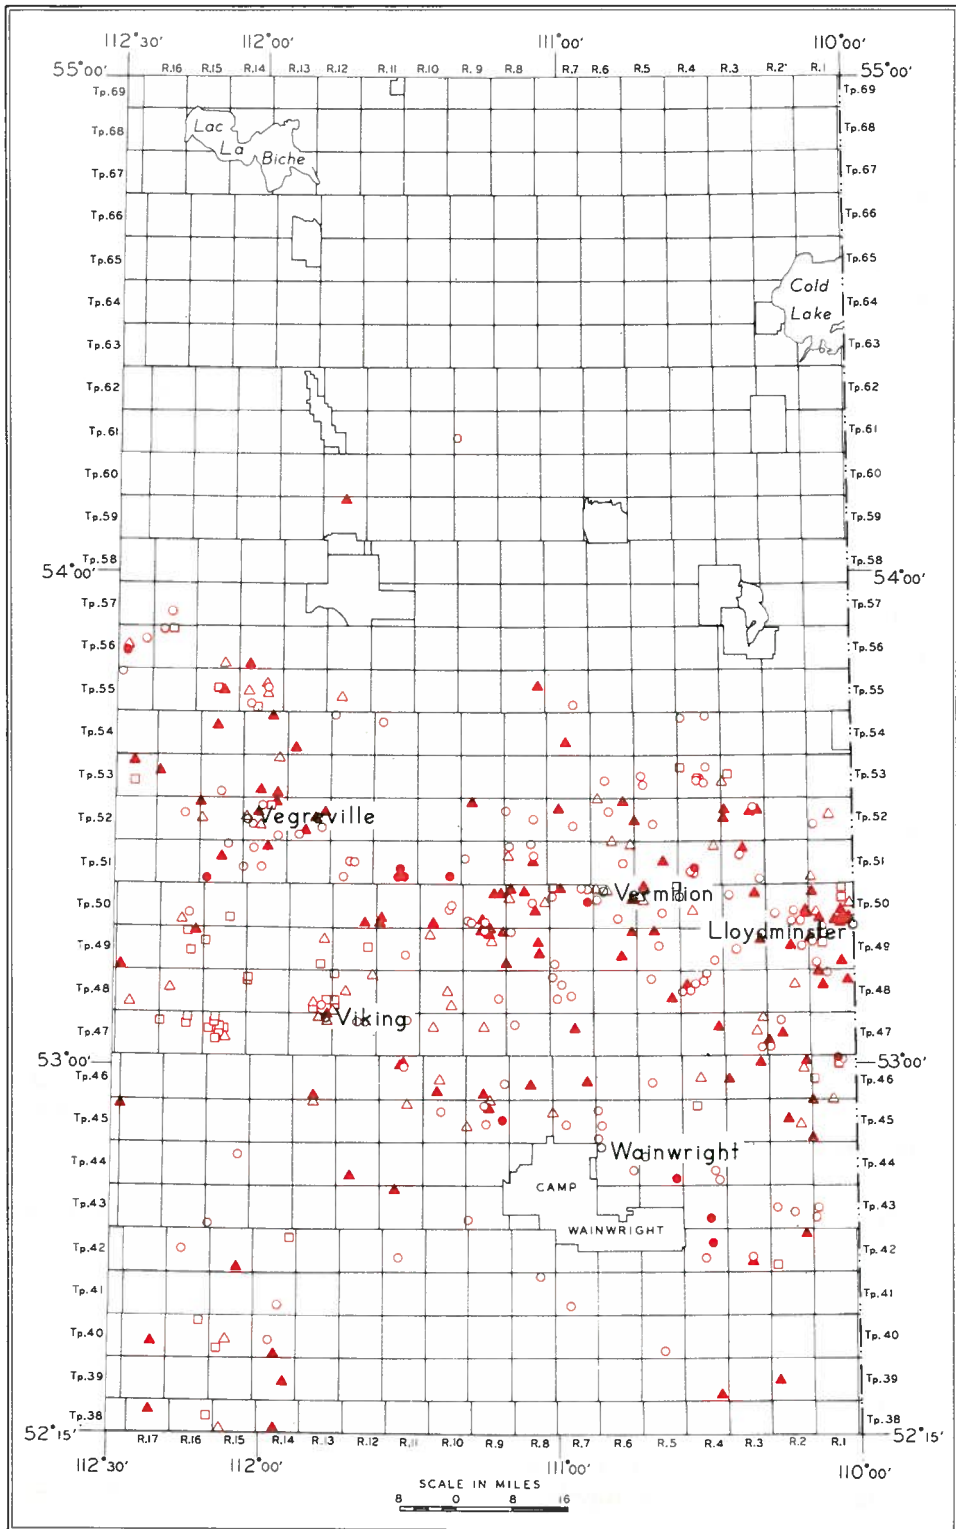 112°30' 112°00' 111°00' 110°00'
55°00' R.16 R.15 R.14 R.13 R.12 R.11 R.10 R.9 R.8 R.7 R.6 R.5 R.4 R.3 R.2 R.1 55°00'
Tp.69 Tp.69
Tp.68 Lac La Biche Tp.68
Tp.67 Tp.67
Tp.66 Tp.66
Tp.65 Tp.65
Tp.64 Cold Lake Tp.64
Tp.63 Tp.63
Tp.62 Tp.62
Tp.61 Tp.61
Tp.60 Tp.60
Tp.59 Tp.59
Tp.58 Tp.58
54°00' 54°00'
Tp.57 Tp.57
Tp.56 Tp.56
Tp.55 Tp.55
Tp.54 Tp.54
Tp.53 Tp.53
Tp.52 Vegreville Tp.52
Tp.51 Tp.51
Tp.50 Vermilion Tp.50
Lloydminster
Tp.49 Tp.49
Tp.48 Tp.48
Viking
Tp.47 Tp.47
53°00' 53°00'
Tp.46 Tp.46
Tp.45 Tp.45
Tp.44 Wainwright Tp.44
Tp.43 CAMP Tp.43
WAINWRIGHT
Tp.42 Tp.42
Tp.41 Tp.41
Tp.40 Tp.40
Tp.39 Tp.39
Tp.38 Tp.38
52°15' R.17 R.16 R.15 R.14 R.13 R.12 R.11 R.10 R.9 R.8 R.7 R.6 R.5 R.4 R.3 R.2 R.1 52°15'
112°30' 112°00' 111°00' 110°00'
SCALE IN MILES
8 0 8 16